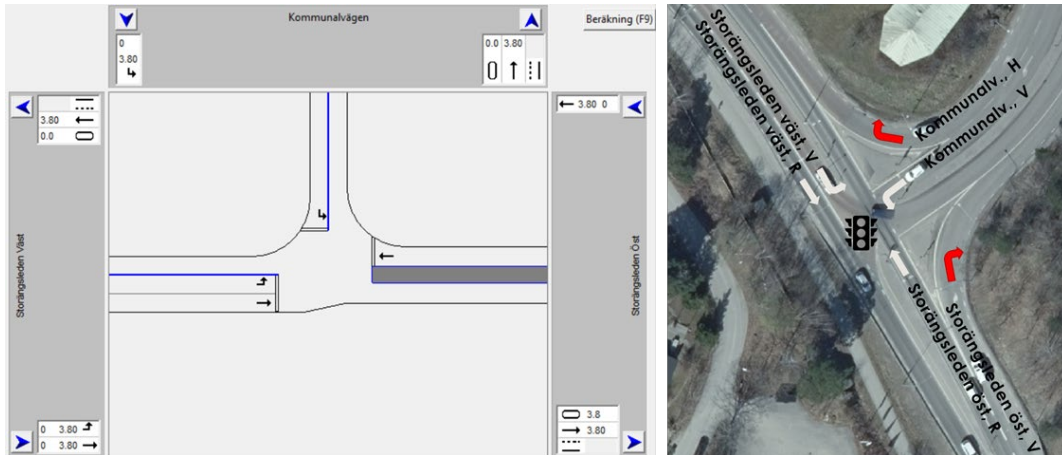 Kommunalvägen
Beräkning (F9)
0
3.80
0.0 3.80
3.80
0.0
3.80 0
Storängsleden Väst
Storängsleden Öst
0 3.80
0 3.80
3.8
3.80
Storängsleden väst, V
Storängsleden väst, R
Kommunalv., H
Kommunalv., V
Storängsleden öst, V
Storängsleden öst, R